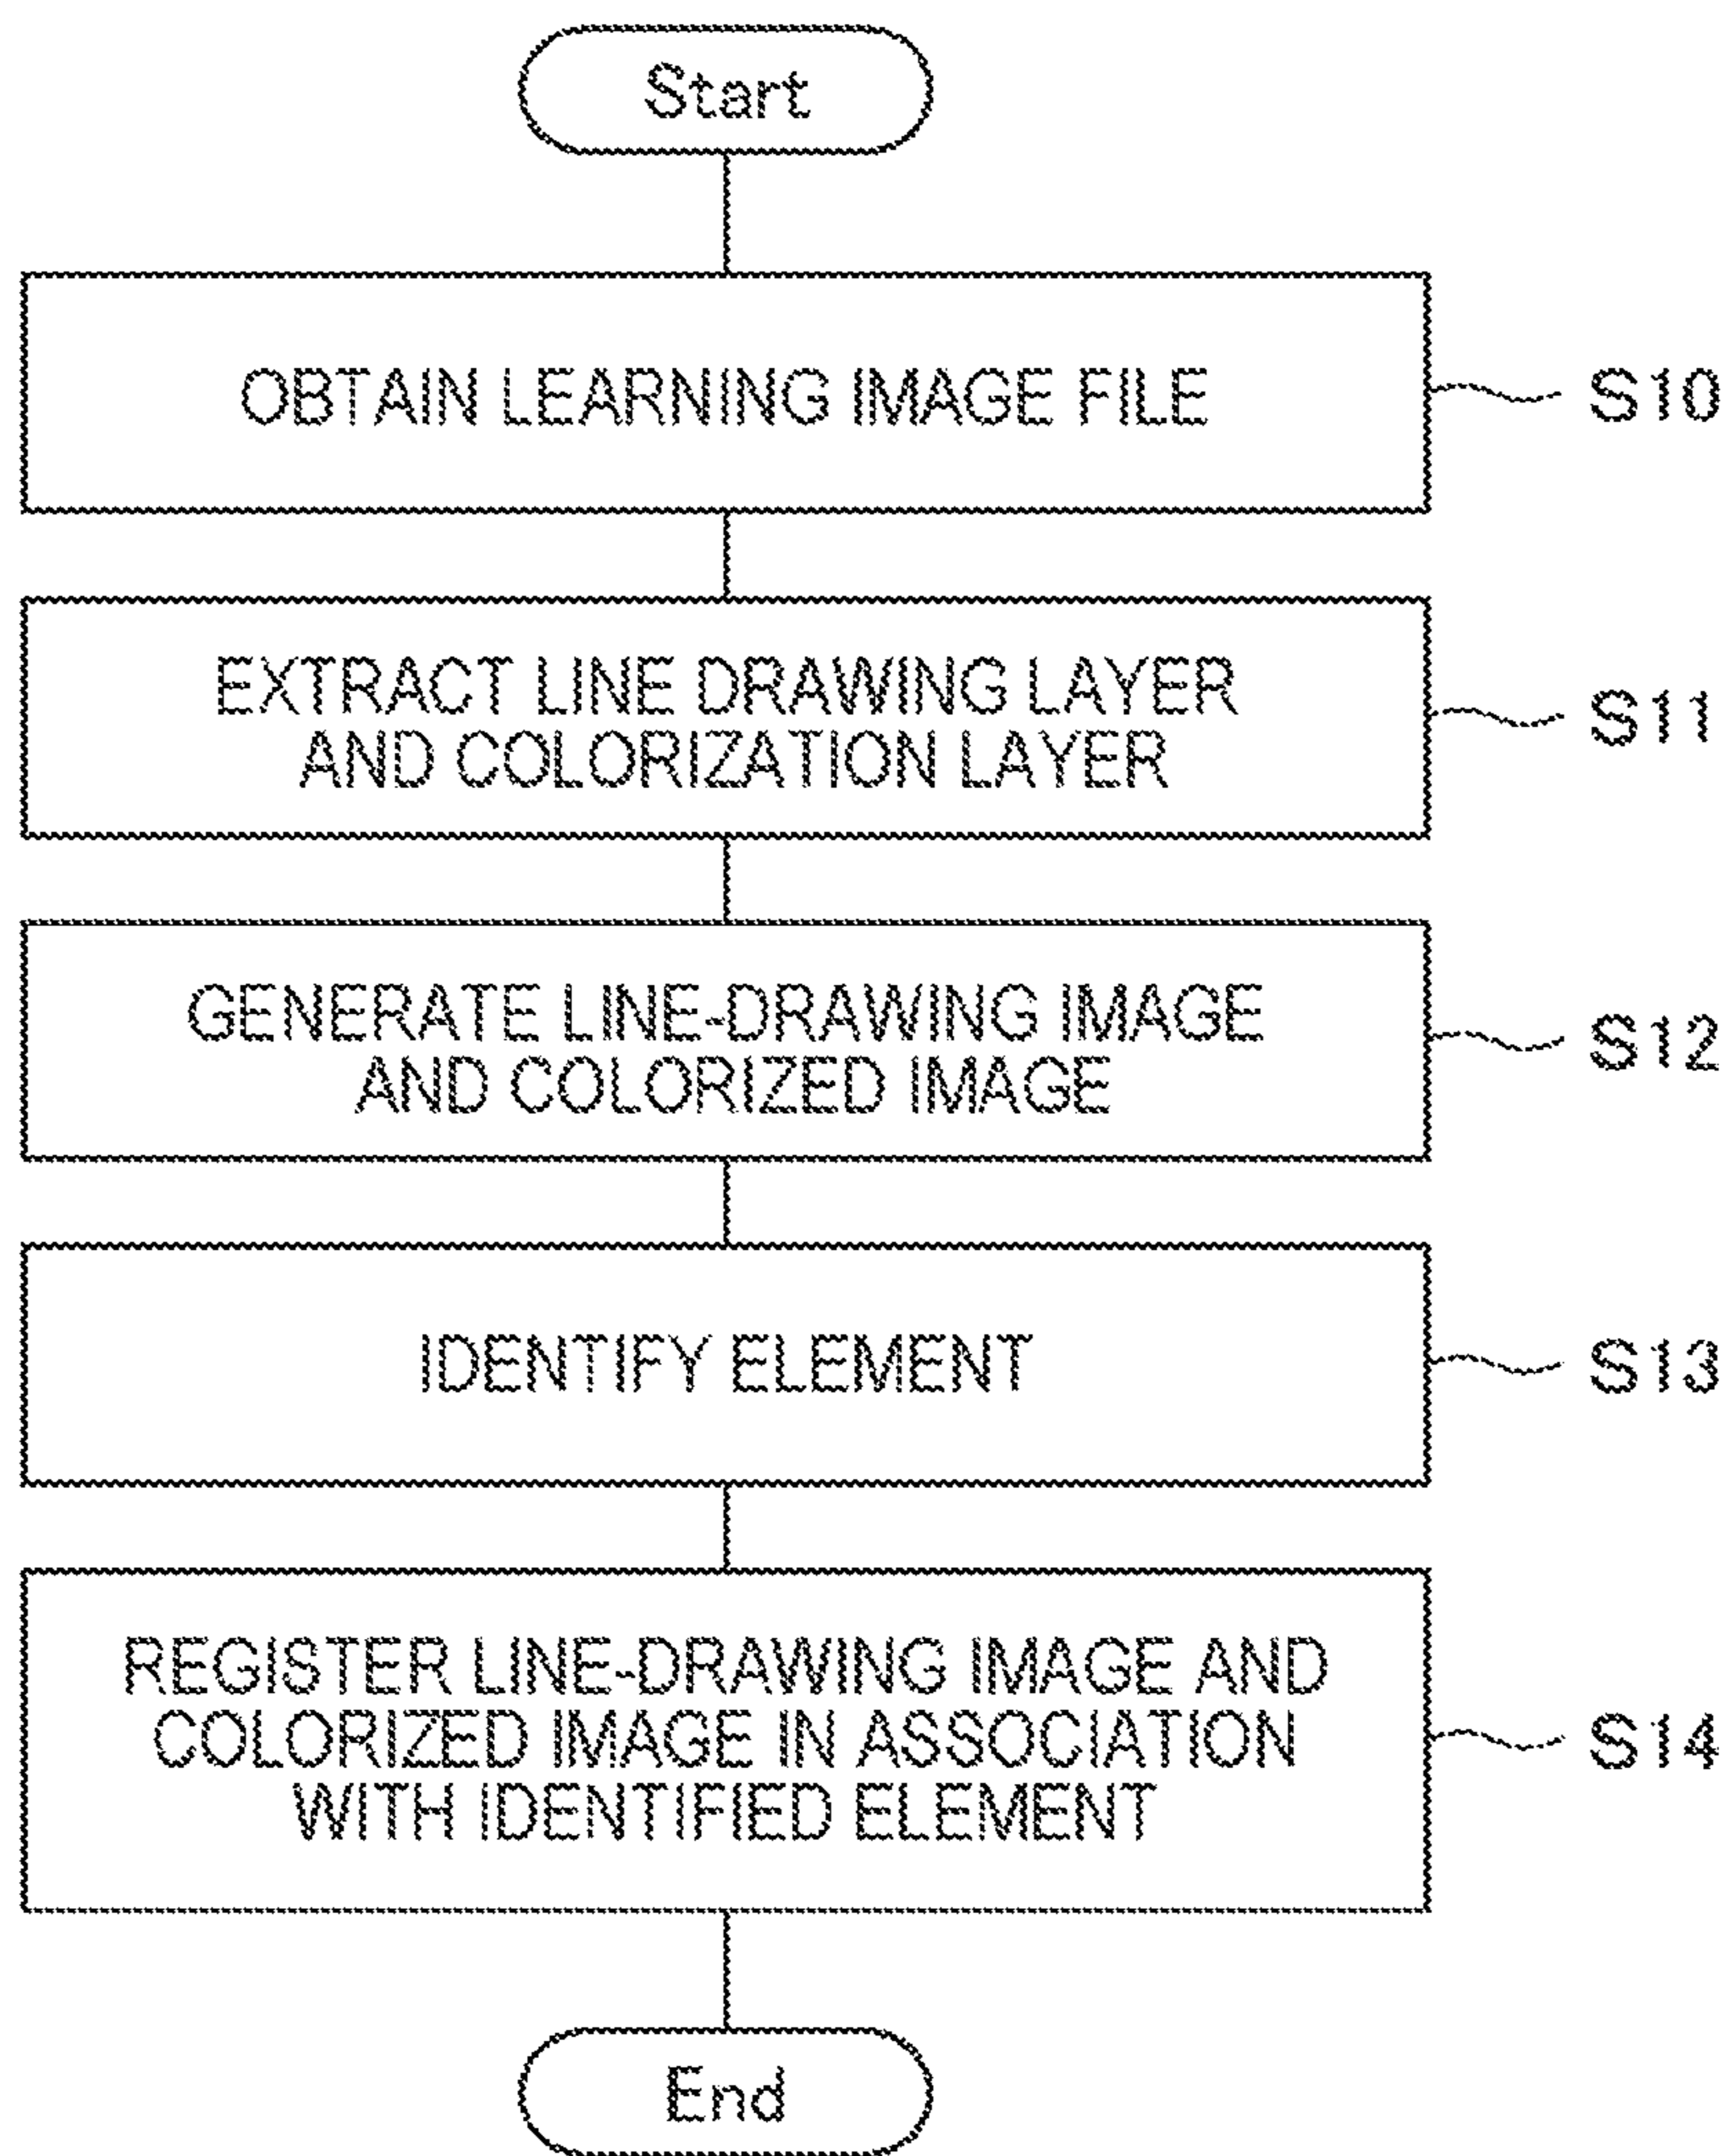 Start
OBTAIN LEARNING IMAGE FILE
S10
EXTRACT LINE DRAWING LAYER
AND COLORIZATION LAYER
S11
GENERATE LINE-DRAWING IMAGE
AND COLORIZED IMAGE
S12
IDENTIFY ELEMENT
S13
REGISTER LINE-DRAWING IMAGE AND
COLORIZED IMAGE IN ASSOCIATION
WITH IDENTIFIED ELEMENT
S14
End